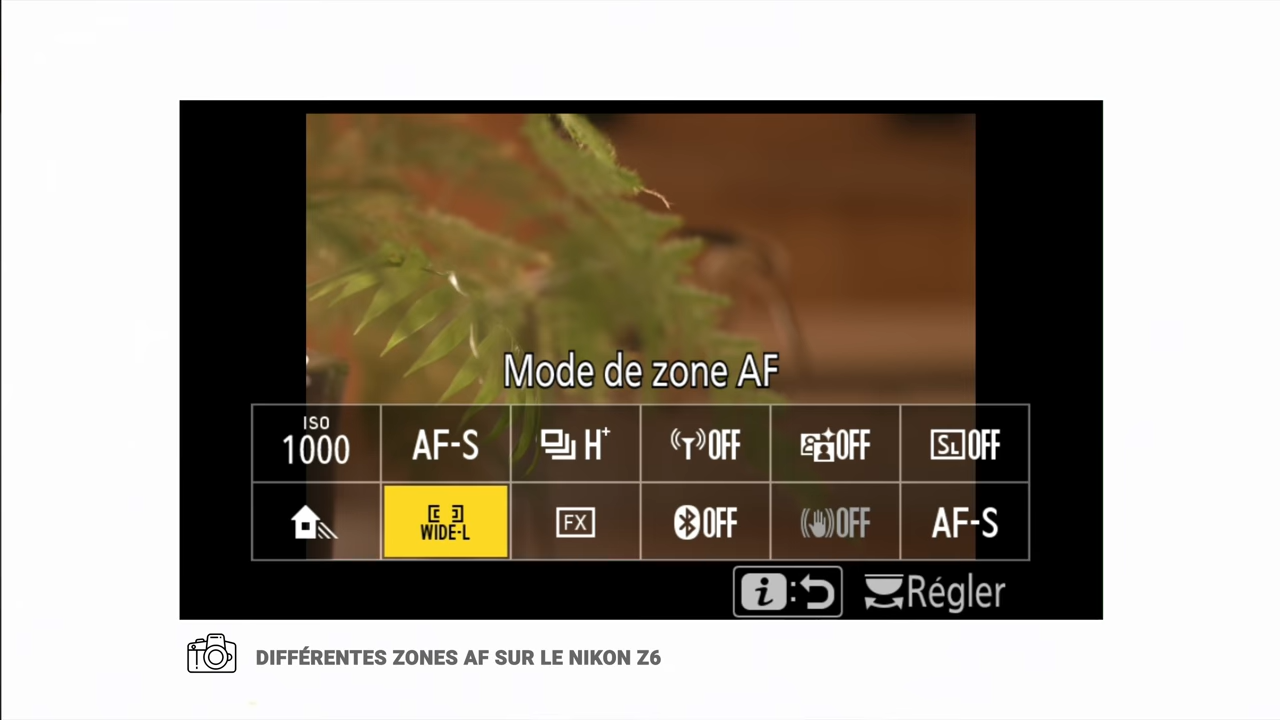 Mode de zone AF
ISO
1000
AF-S
H+
OFF
OFF
SL OFF
WIDE-L
FX
OFF
OFF
AF-S
i : Régler
DIFFÉRENTES ZONES AF SUR LE NIKON Z6